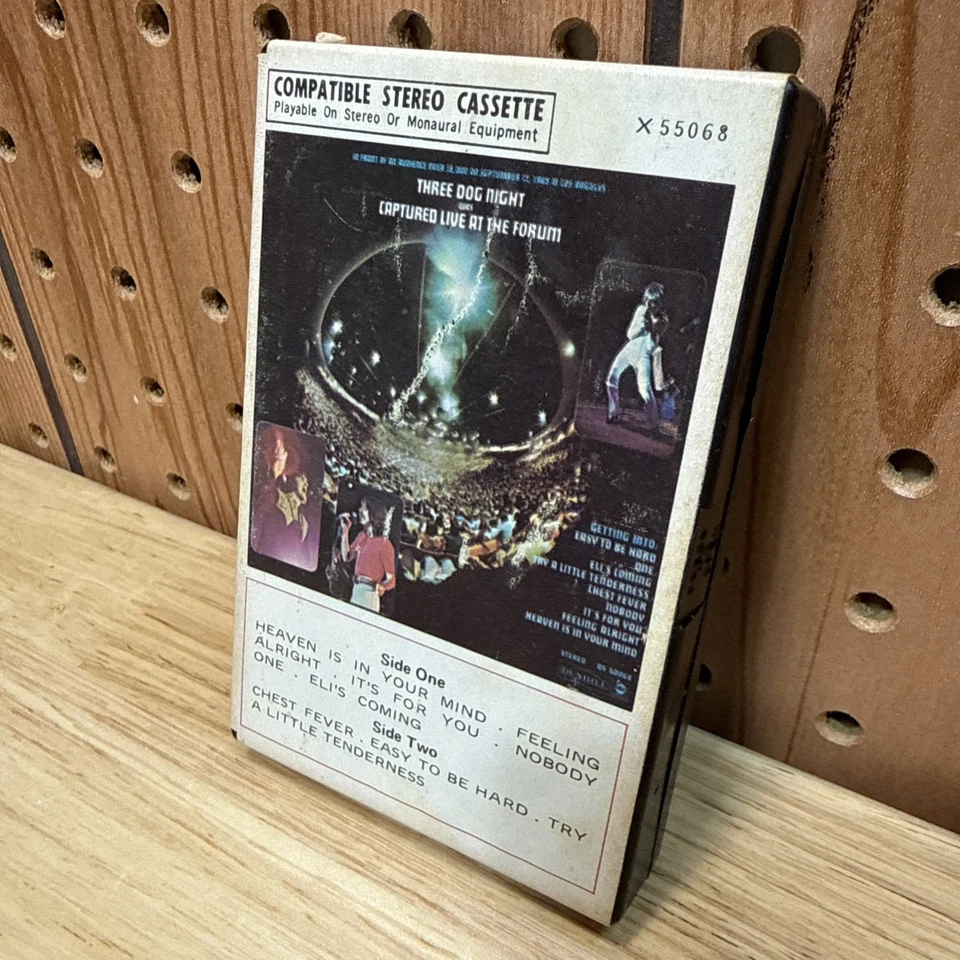 COMPATIBLE STEREO CASSETTE
Playable On Stereo Or Monaural Equipment
X55068
THREE DOG NIGHT
WAS
CAPTURED LIVE AT THE FORUM
GETTING INTO:
EASY TO BE HARD
ONE
ELI'S COMING
TRY A LITTLE TENDERNESS
CHEST FEVER
NOBODY
IT'S FOR YOU
FEELING ALRIGHT
HEAVEN IS IN YOUR MIND
STEREO
DUNHILL
Side One
HEAVEN IS IN YOUR MIND · FEELING
ALRIGHT · IT'S FOR YOU · NOBODY
ONE · ELI'S COMING
Side Two
CHEST FEVER · EASY TO BE HARD · TRY
A LITTLE TENDERNESS